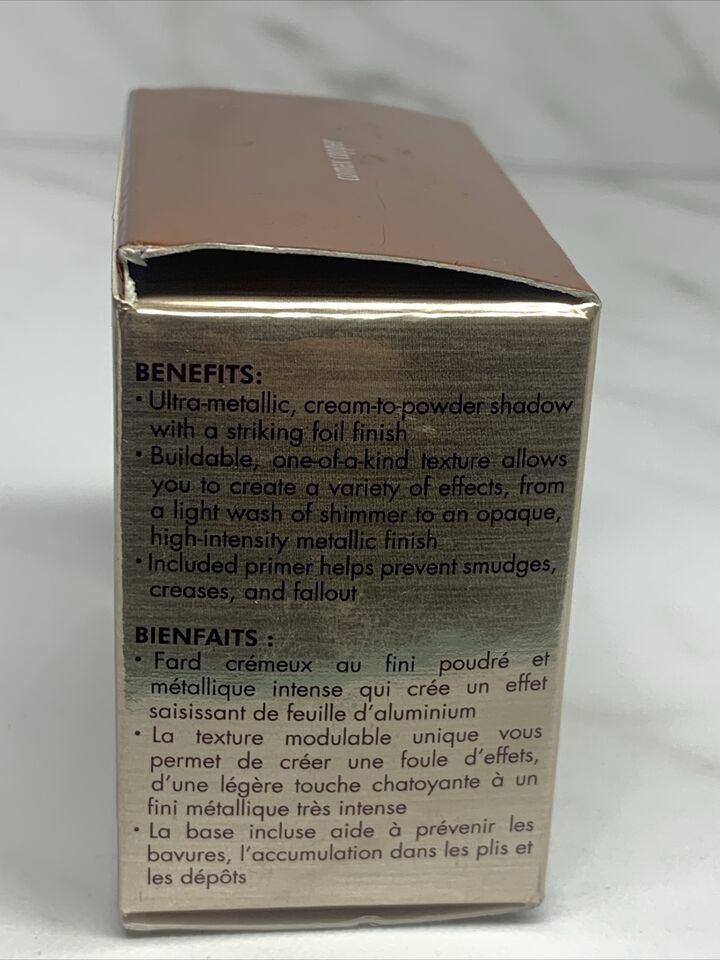 comet copper
BENEFITS:
• Ultra-metallic, cream-to-powder shadow
with a striking foil finish
• Buildable, one-of-a-kind texture allows
you to create a variety of effects, from
a light wash of shimmer to an opaque,
high-intensity metallic finish
• Included primer helps prevent smudges,
creases, and fallout
BIENFAITS :
• Fard crémeux au fini poudré et
métallique intense qui crée un effet
saisissant de feuille d’aluminium
• La texture modulable unique vous
permet de créer une foule d’effets,
d’une légère touche chatoyante à un
fini métallique très intense
• La base incluse aide à prévenir les
bavures, l’accumulation dans les plis et
les dépôts